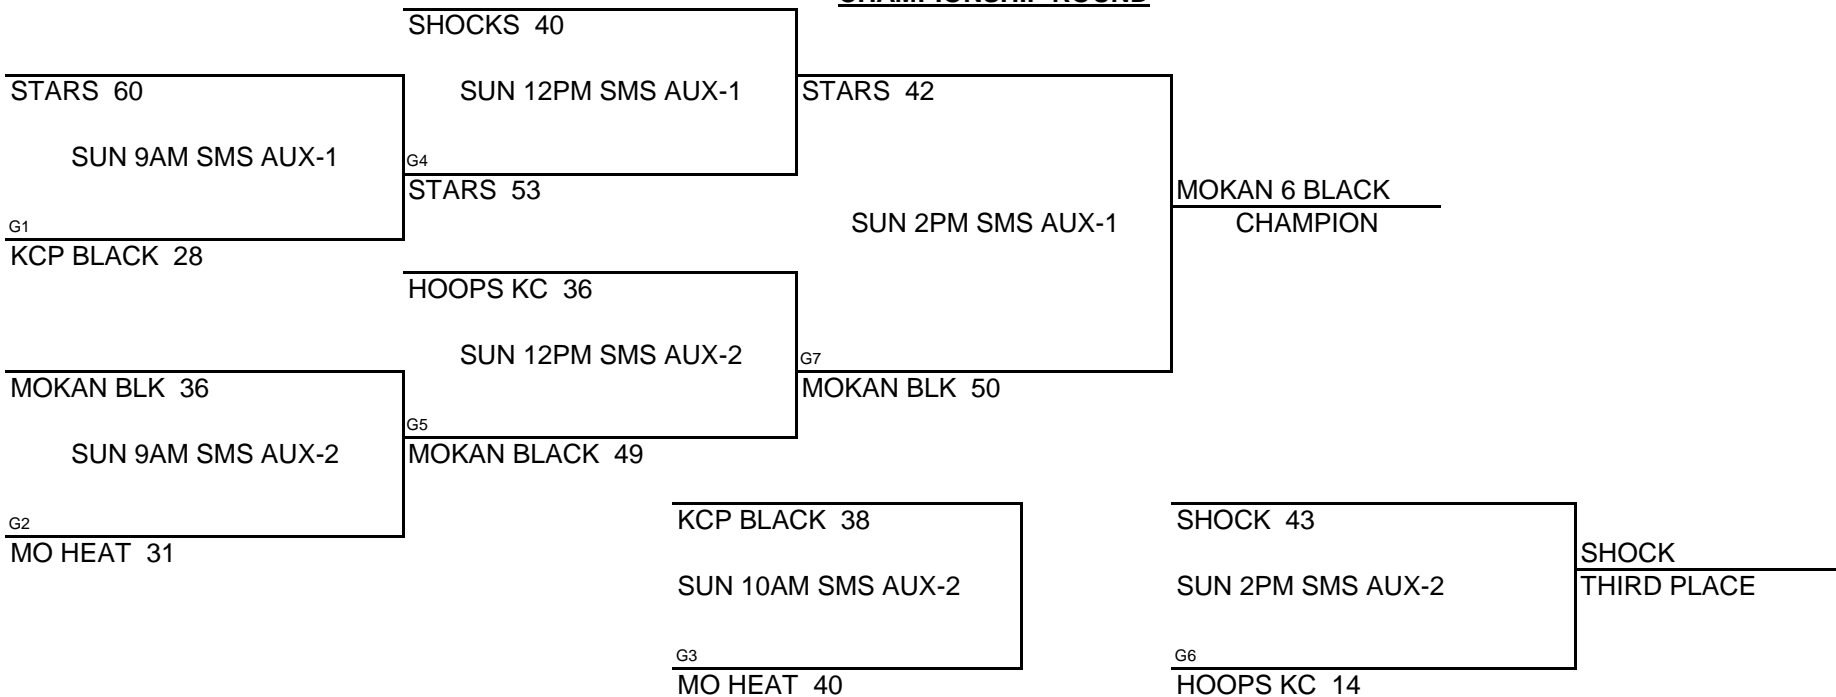 CHAMPIONSHIP ROUND
SHOCKS 40
STARS 60
SUN 12PM SMS AUX-1
STARS 42
SUN 9AM SMS AUX-1
G4
STARS 53
MOKAN 6 BLACK
G1
SUN 2PM SMS AUX-1
CHAMPION
KCP BLACK 28
HOOPS KC 36
SUN 12PM SMS AUX-2
G7
MOKAN BLK 36
MOKAN BLK 50
G5
SUN 9AM SMS AUX-2
MOKAN BLACK 49
G2
KCP BLACK 38
SHOCK 43
MO HEAT 31
SHOCK
SUN 10AM SMS AUX-2
SUN 2PM SMS AUX-2
THIRD PLACE
G3
G6
MO HEAT 40
HOOPS KC 14